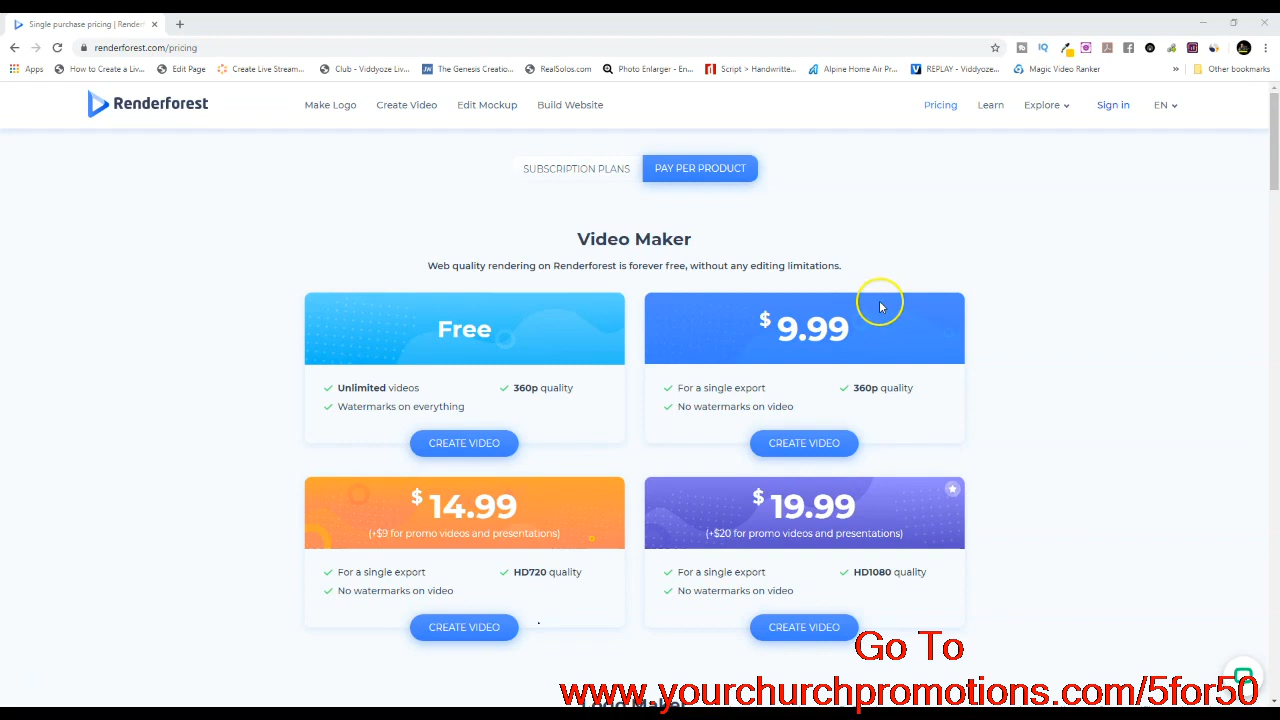 Single purchase pricing | Render
renderforest.com/pricing
Apps How to Create a Liv... Edit Page Create Live Stream... Club - Viddyoze Liv... The Genesis Creatio... RealSolos.com Photo Enlarger - En... Script > Handwritte... Alpine Home Air Pr... REPLAY - Viddyoze... Magic Video Ranker » Other bookmarks
Renderforest Make Logo Create Video Edit Mockup Build Website Pricing Learn Explore Sign in EN
SUBSCRIPTION PLANS PAY PER PRODUCT
Video Maker
Web quality rendering on Renderforest is forever free, without any editing limitations.
Free
Unlimited videos 360p quality
Watermarks on everything
CREATE VIDEO
$ 9.99
For a single export 360p quality
No watermarks on video
CREATE VIDEO
$ 14.99
(+$9 for promo videos and presentations)
For a single export HD720 quality
No watermarks on video
CREATE VIDEO
$ 19.99
(+$20 for promo videos and presentations)
For a single export HD1080 quality
No watermarks on video
CREATE VIDEO
Go To
www.yourchurchpromotions.com/5for50
Logo Maker